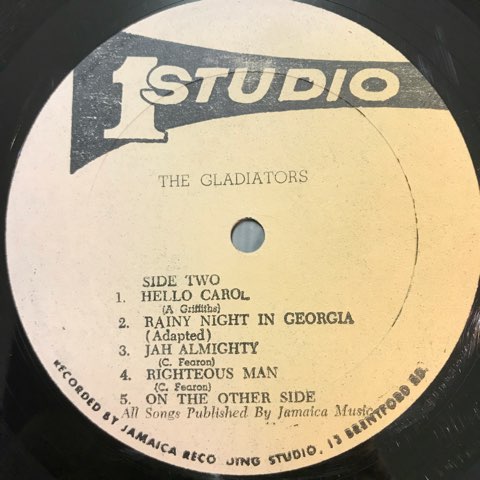 1 STUDIO
THE GLADIATORS
SIDE TWO
1. HELLO CAROL
(A Griffiths)
2. RAINY NIGHT IN GEORGIA
(Adapted)
3. JAH ALMIGHTY
(C. Fearon)
4. RIGHTEOUS MAN
(C. Fearon)
5. ON THE OTHER SIDE
All Songs Published By Jamaica Music
RECORDED BY JAMAICA RECO DING STUDIO. 13 BRENTFORD RD.